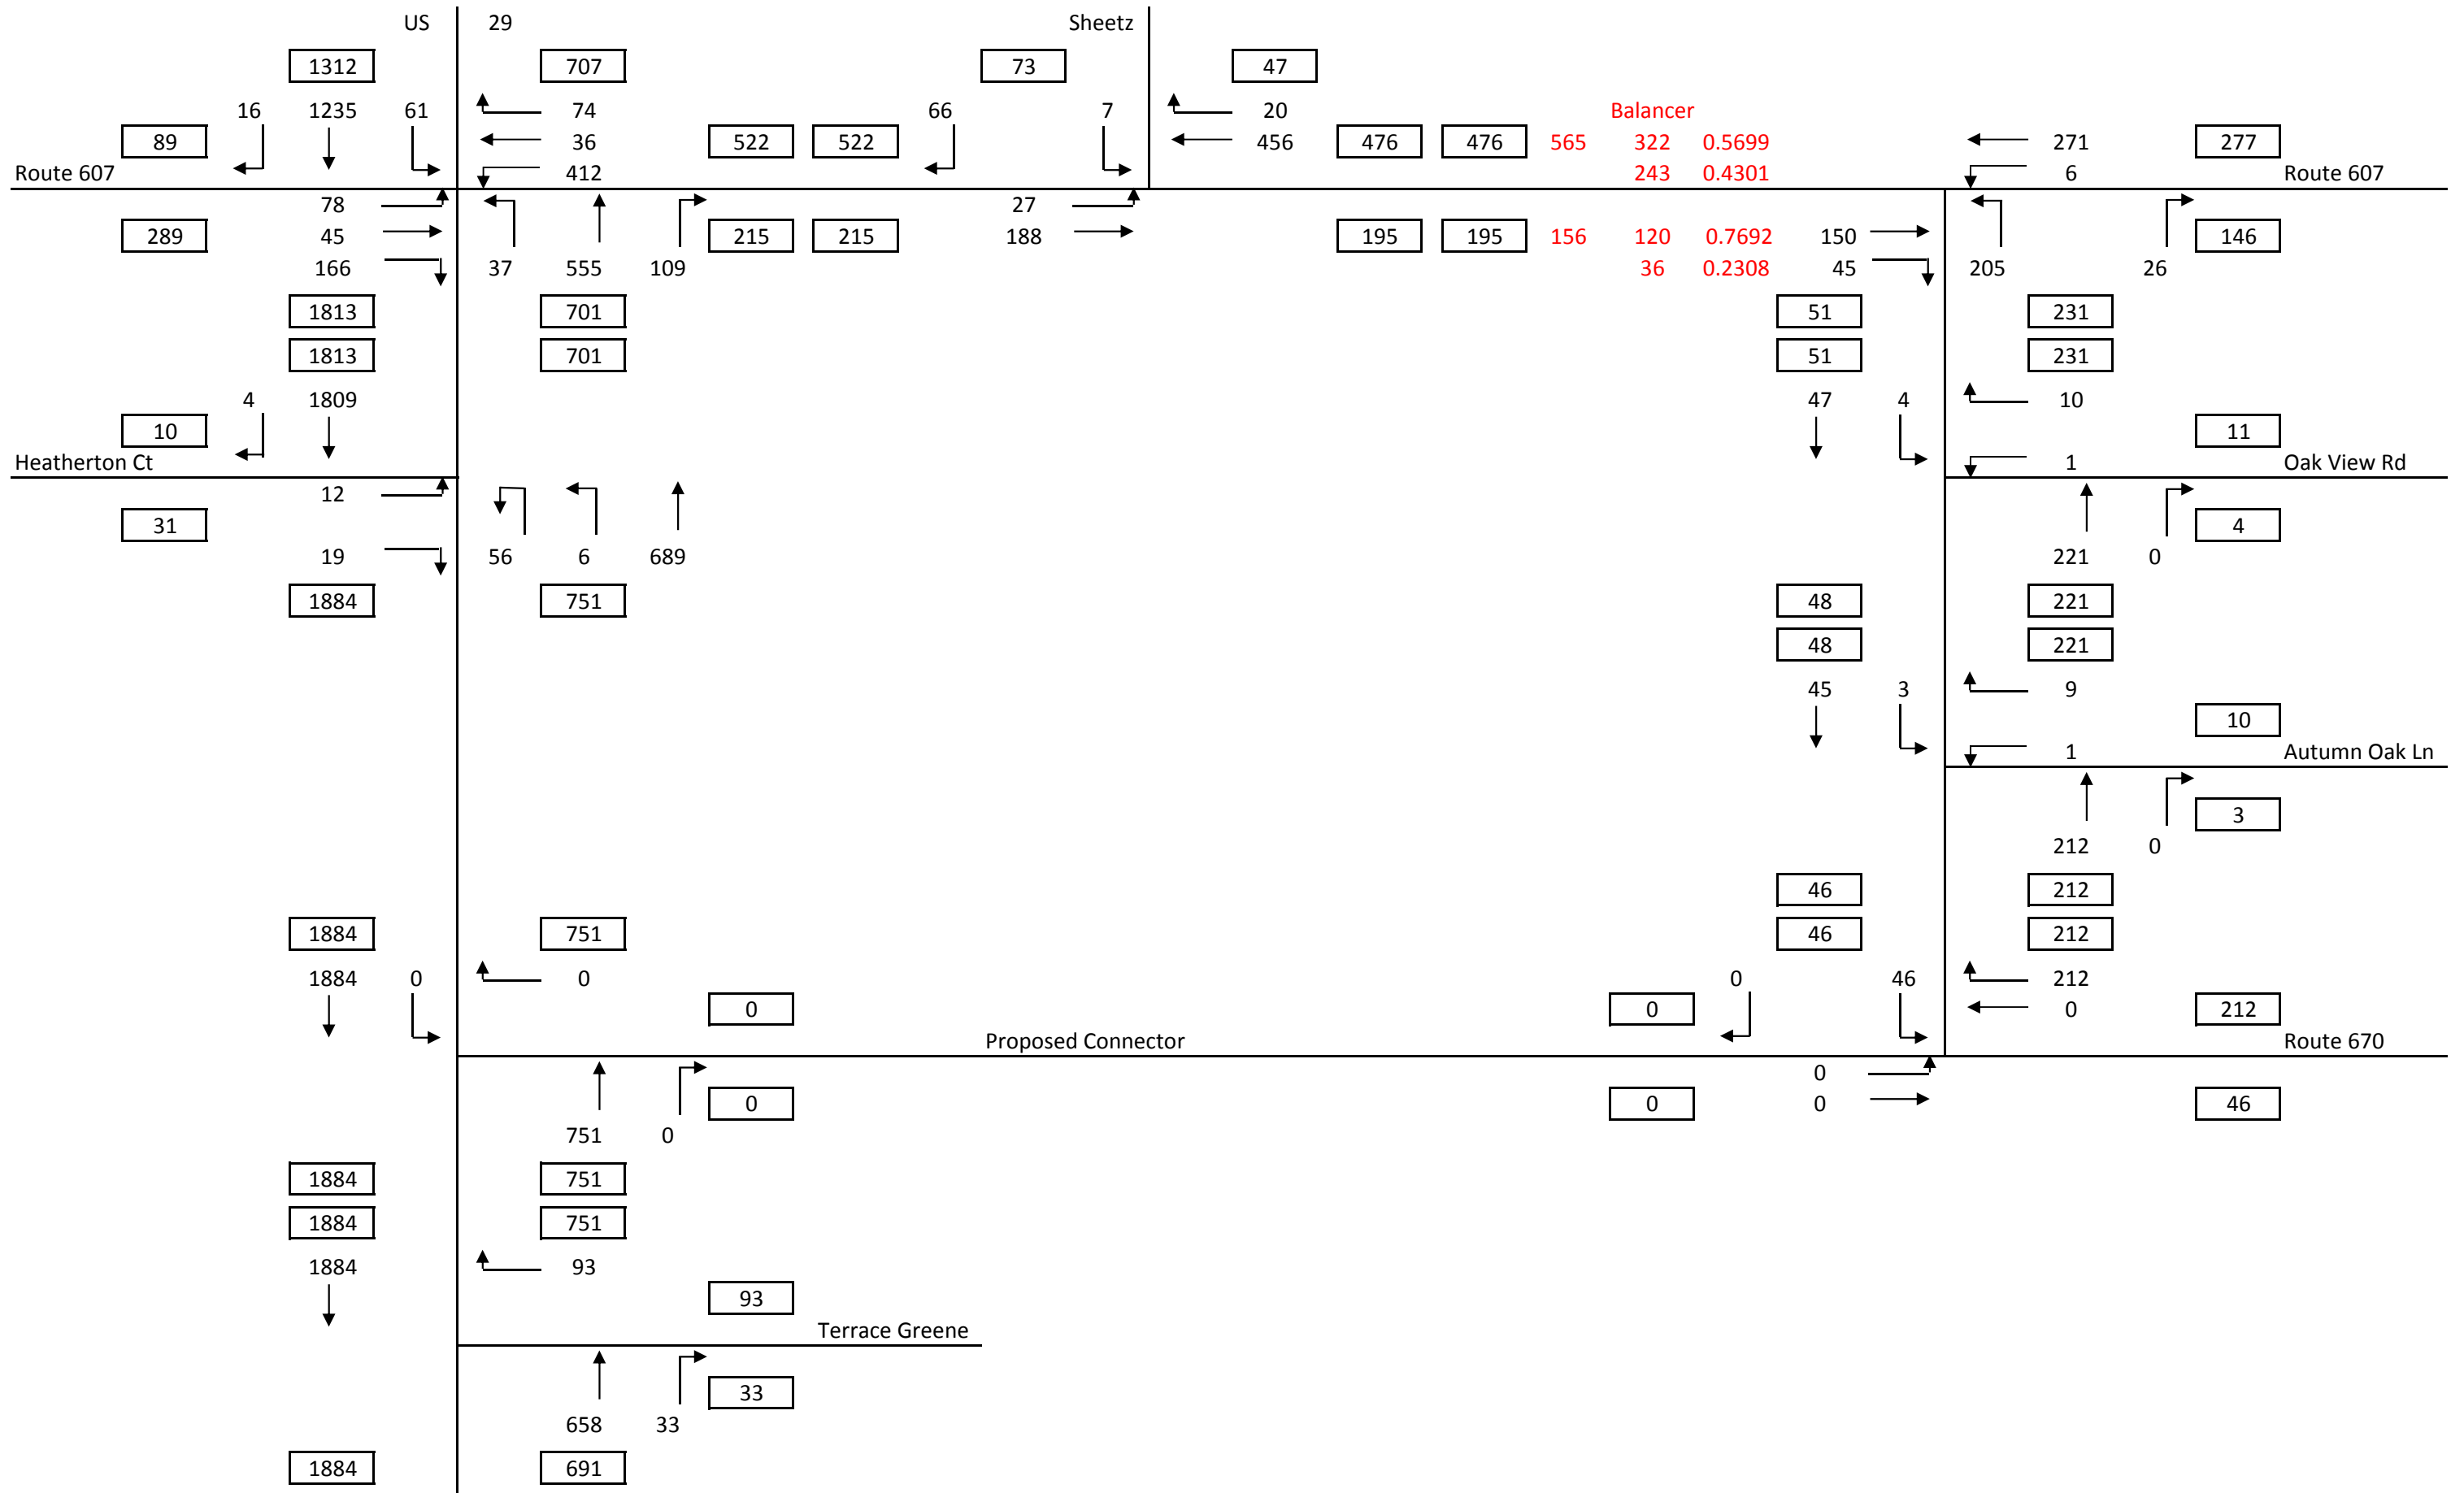 US 29 Sheetz
1312 707 73 47
16 1235 61 74 66 7 20 Balancer
89 36 522 522 456 476 476 565 322 0.5699 271 277
Route 607 412 243 0.4301 6 Route 607
78 27
289 45 215 215 188 195 195 156 120 0.7692 150 146
166 37 555 109 36 0.2308 45 205 26
1813 701 51 231
1813 701 51 231
4 1809 47 4 10
10 11
Heatherton Ct 1 Oak View Rd
12
31 4
19 56 6 689 221 0
1884 751 48 221
48 221
45 3 9
10
1 Autumn Oak Ln
3
212 0
46 212
1884 751 46 212
1884 0 0 0 46 212
0 0 0 212
Proposed Connector Route 670
0
0 0 0 46
751 0
1884 751
1884 751
1884 93
93
Terrace Greene
33
658 33
1884 691